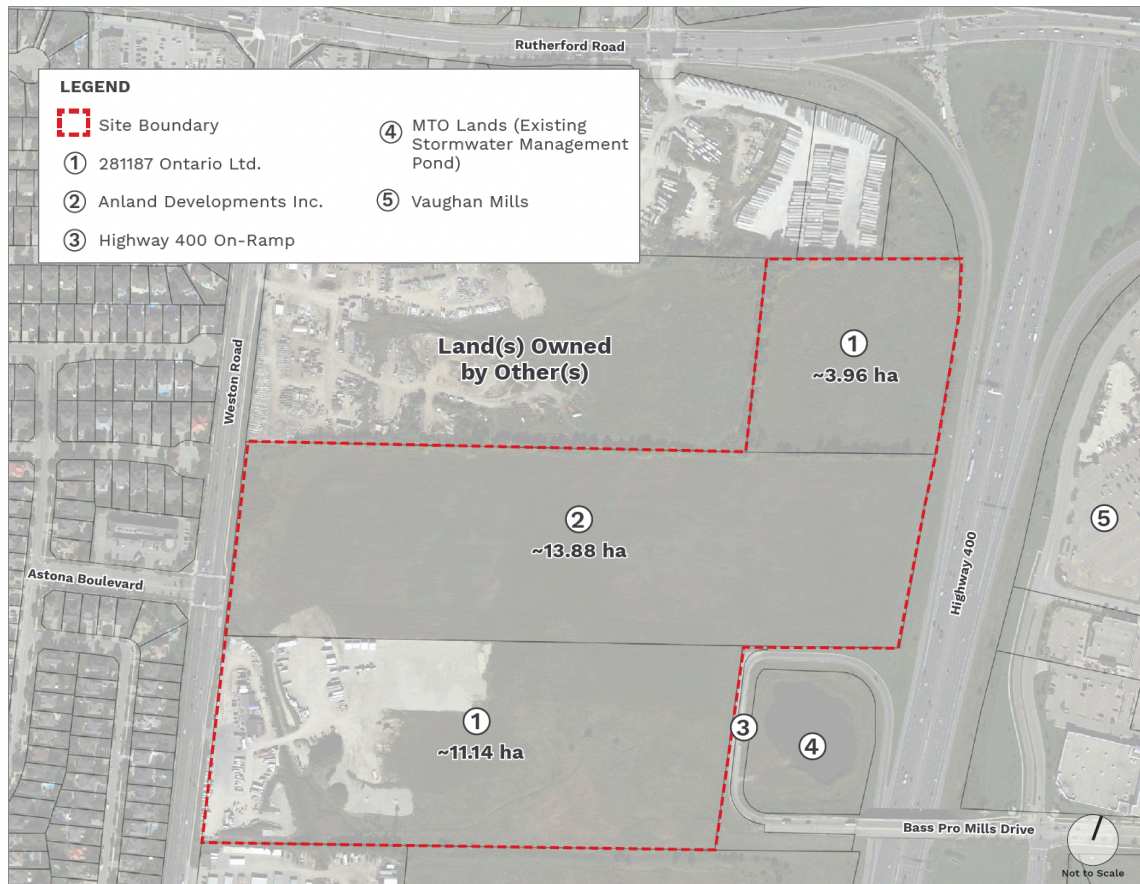 Rutherford Road
LEGEND
Site Boundary
1 281187 Ontario Ltd.
2 Anland Developments Inc.
3 Highway 400 On-Ramp
4 MTO Lands (Existing
Stormwater Management
Pond)
5 Vaughan Mills
Land(s) Owned
by Other(s)
1
~3.96 ha
Weston Road
2
~13.88 ha
5
Highway 400
Astona Boulevard
1
~11.14 ha
3
4
Bass Pro Mills Drive
Not to Scale